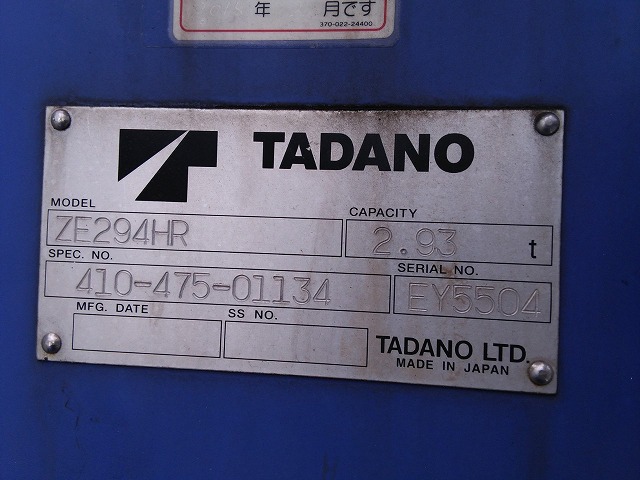 年 月です
370-022-24400
TADANO
MODEL
ZE294HR
CAPACITY
2.93 t
SPEC. NO.
410-475-01134
SERIAL NO.
EY5504
MFG. DATE
SS NO.
TADANO LTD.
MADE IN JAPAN